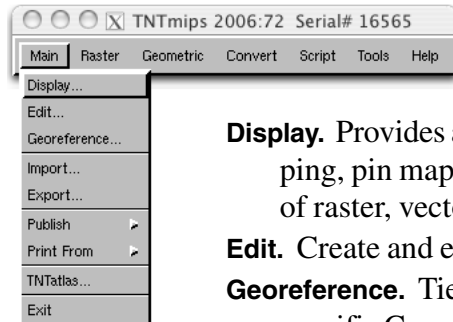 TNTmips 2006:72 Serial# 16565
Main Raster Geometric Convert Script Tools Help
Display...
Edit...
Georeference...
Import...
Export...
Publish
Print From
TNTatlas...
Exit
Display. Provides
ping, pin map
of raster, vect
Edit. Create and e
Georeference. Tie